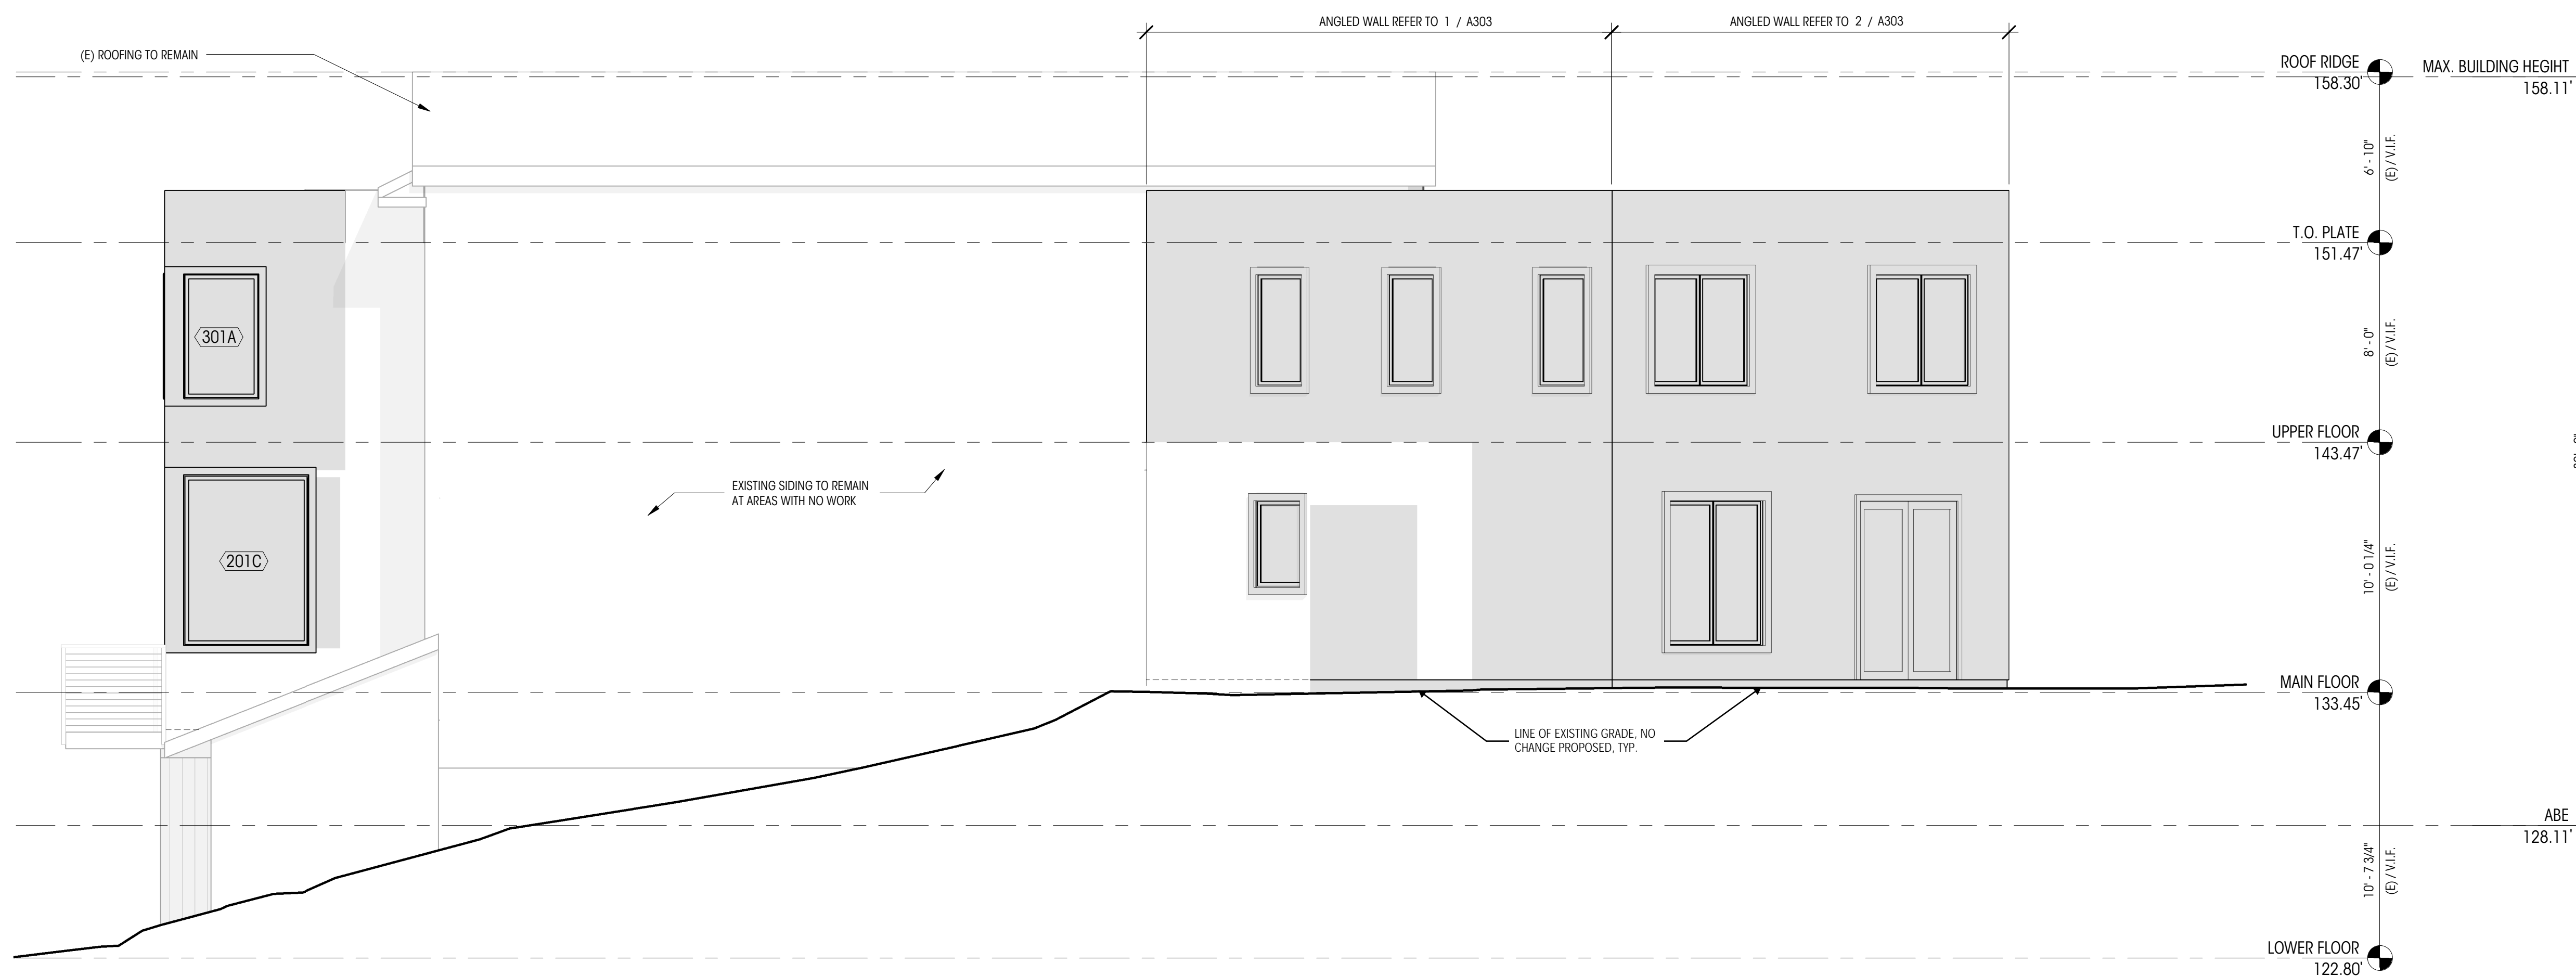 ANGLED WALL REFER TO 1 / A303
ANGLED WALL REFER TO 2 / A303
(E) ROOFING TO REMAIN
ROOF RIDGE
158.30'
MAX. BUILDING HEGIHT
158.11'
6' - 10"
(E) / V.I.F.
T.O. PLATE
151.47'
301A
8' - 0"
(E) / V.I.F.
UPPER FLOOR
143.47'
EXISTING SIDING TO REMAIN
AT AREAS WITH NO WORK
201C
10' - 0 1/4"
(E) / V.I.F.
MAIN FLOOR
133.45'
LINE OF EXISTING GRADE, NO
CHANGE PROPOSED, TYP.
ABE
128.11'
10' - 7 3/4"
(E) / V.I.F.
LOWER FLOOR
122.80'